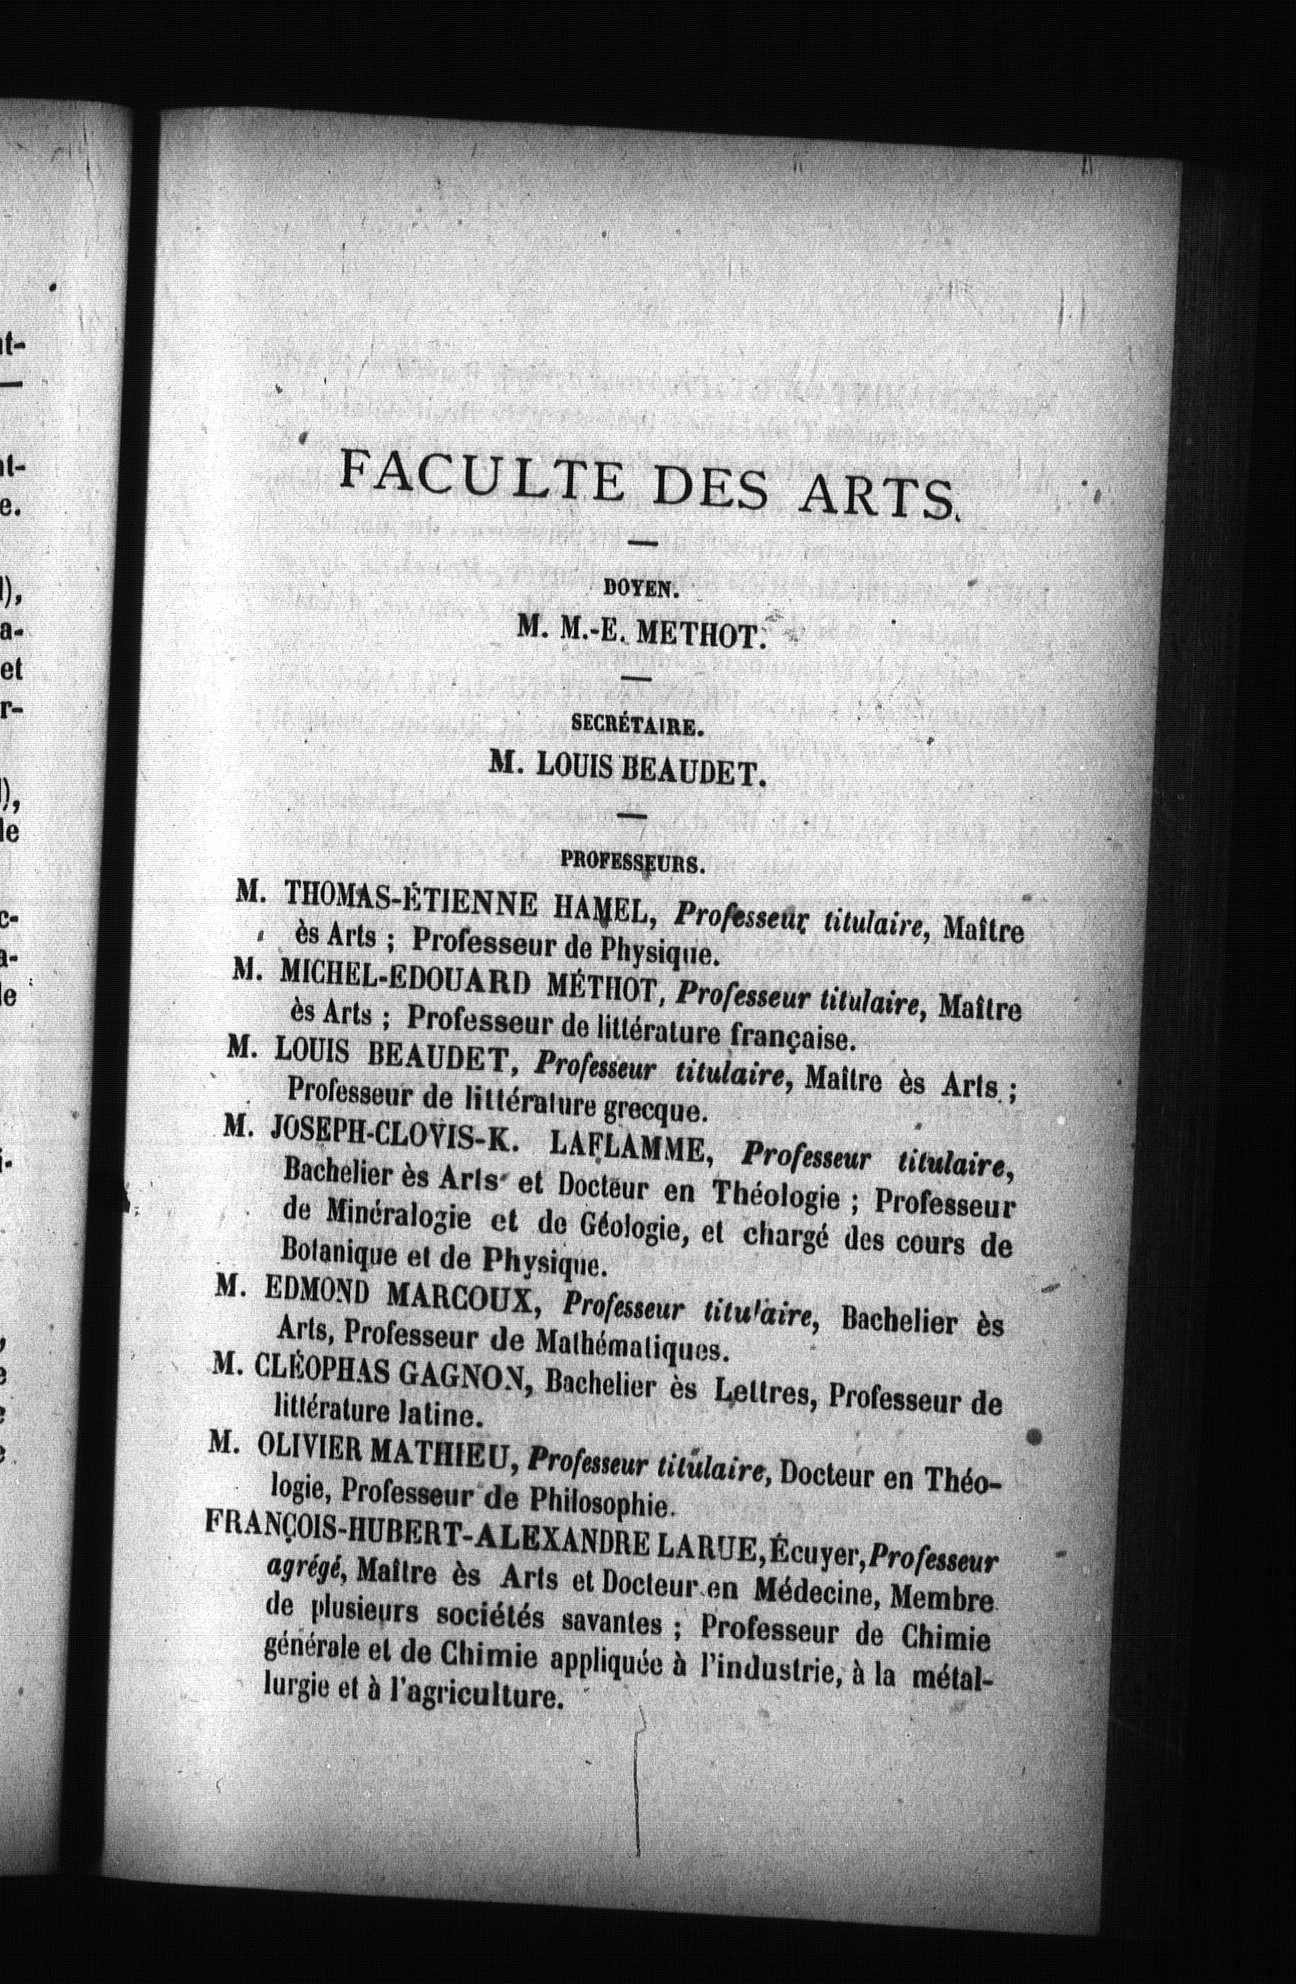 FACULTE DES ARTS.
DOYEN.
M. M.-E. METHOT.
SECRÉTAIRE.
M. LOUIS BEAUDET.
PROFESSEURS.
M. THOMAS-ÉTIENNE HAMEL, Professeur titulaire, Maître
ès Arts ; Professeur de Physique.
M. MICHEL-EDOUARD MÉTHOT, Professeur titulaire, Maître
ès Arts ; Professeur de littérature française.
M. LOUIS BEAUDET, Professeur titulaire, Maître ès Arts ;
Professeur de littérature grecque.
M. JOSEPH-CLOVIS-K. LAFLAMME, Professeur titulaire,
Bachelier ès Arts et Docteur en Théologie ; Professeur
de Minéralogie et de Géologie, et chargé des cours de
Botanique et de Physique.
M. EDMOND MARCOUX, Professeur titulaire, Bachelier ès
Arts, Professeur de Mathématiques.
M. CLÉOPHAS GAGNON, Bachelier ès Lettres, Professeur de
littérature latine.
M. OLIVIER MATHIEU, Professeur titulaire, Docteur en Théo-
logie, Professeur de Philosophie.
FRANÇOIS-HUBERT-ALEXANDRE LARUE, Écuyer, Professeur
agrégé, Maître ès Arts et Docteur en Médecine, Membre
de plusieurs sociétés savantes ; Professeur de Chimie
générale et de Chimie appliquée à l'industrie, à la métal-
lurgie et à l'agriculture.